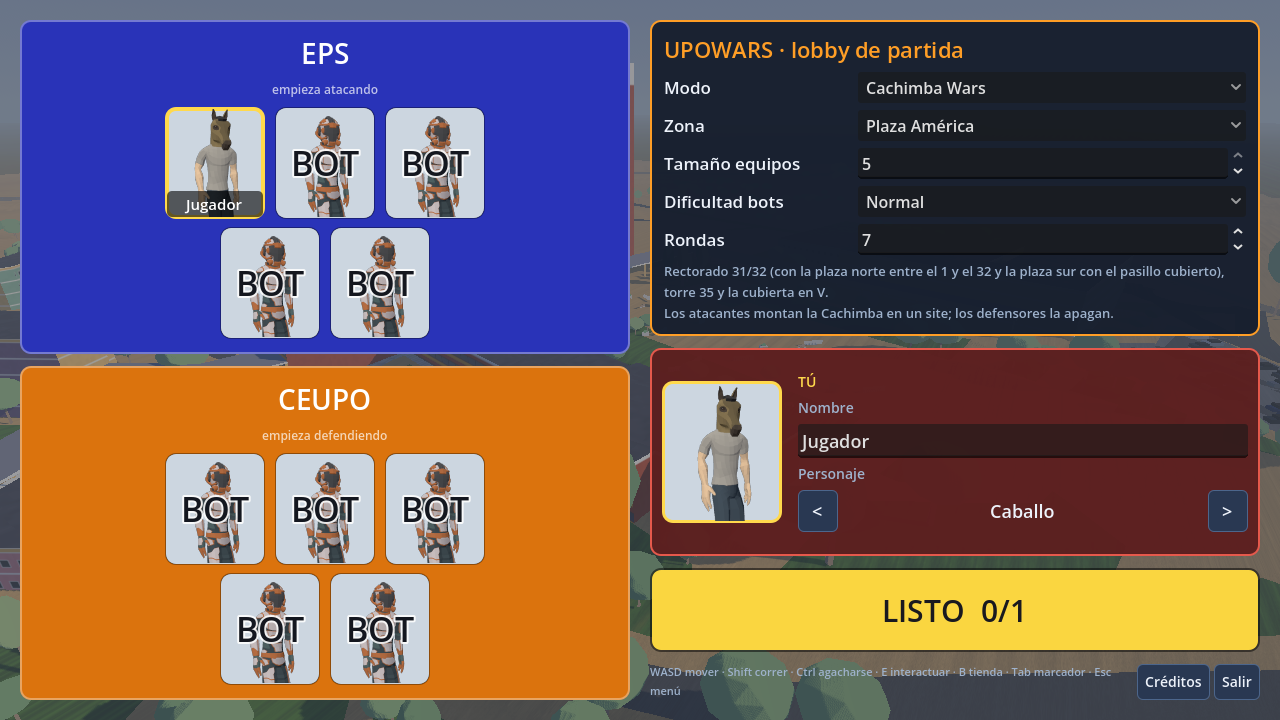 EPS
empieza atacando
Jugador
BOT
BOT
BOT
BOT
CEUPO
empieza defendiendo
BOT
BOT
BOT
BOT
BOT
UPOWARS · lobby de partida
Modo
Cachimba Wars
Zona
Plaza América
Tamaño equipos
5
Dificultad bots
Normal
Rondas
7
Rectorado 31/32 (con la plaza norte entre el 1 y el 32 y la plaza sur con el pasillo cubierto),
torre 35 y la cubierta en V.
Los atacantes montan la Cachimba en un site; los defensores la apagan.
TÚ
Nombre
Jugador
Personaje
<
Caballo
>
LISTO 0/1
WASD mover · Shift correr · Ctrl agacharse · E interactuar · B tienda · Tab marcador · Esc
menú
Créditos
Salir